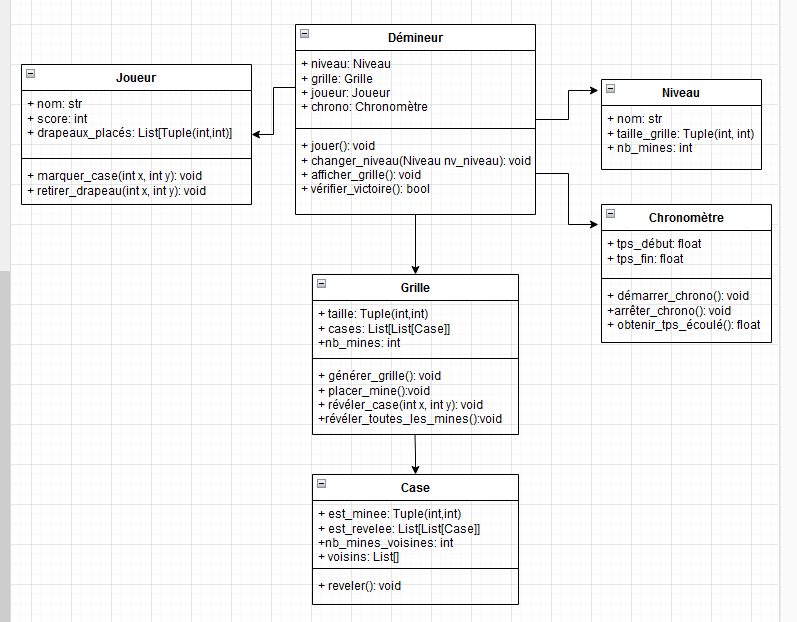 Démineur
+ niveau: Niveau
+ grille: Grille
+ joueur: Joueur
+ chrono: Chronomètre
+ jouer(): void
+ changer_niveau(Niveau nv_niveau): void
+ afficher_grille(): void
+ vérifier_victoire(): bool
Joueur
+ nom: str
+ score: int
+ drapeaux_placés: List[Tuple(int,int)]
+ marquer_case(int x, int y): void
+ retirer_drapeau(int x, int y): void
Niveau
+ nom: str
+ taille_grille: Tuple(int, int)
+ nb_mines: int
Chronomètre
+ tps_début: float
+ tps_fin: float
+ démarrer_chrono(): void
+arrêter_chrono(): void
+ obtenir_tps_écoulé(): float
Grille
+ taille: Tuple(int,int)
+ cases: List[List[Case]]
+nb_mines: int
+ générer_grille(): void
+ placer_mine():void
+ révéler_case(int x, int y): void
+révéler_toutes_les_mines():void
Case
+ est_minee: Tuple(int,int)
+ est_revelee: List[List[Case]]
+nb_mines_voisines: int
+ voisins: List[]
+ reveler(): void